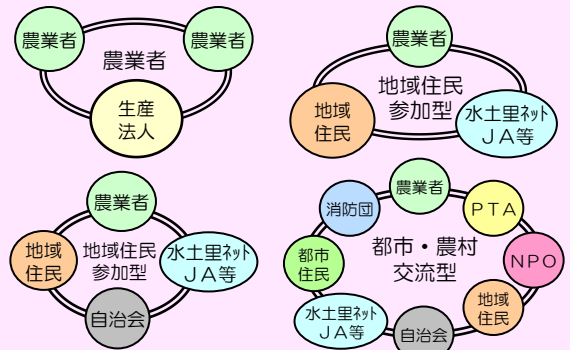 農業者
農業者
農業者
生産
法人
農業者
地域住民
参加型
地域
住民
水土里ネット
ＪＡ等
農業者
地域
住民
地域住民
参加型
水土里ネット
ＪＡ等
自治会
農業者
消防団
ＰＴＡ
都市
住民
都市・農村
交流型
ＮＰＯ
水土里ネット
ＪＡ等
地域
住民
自治会